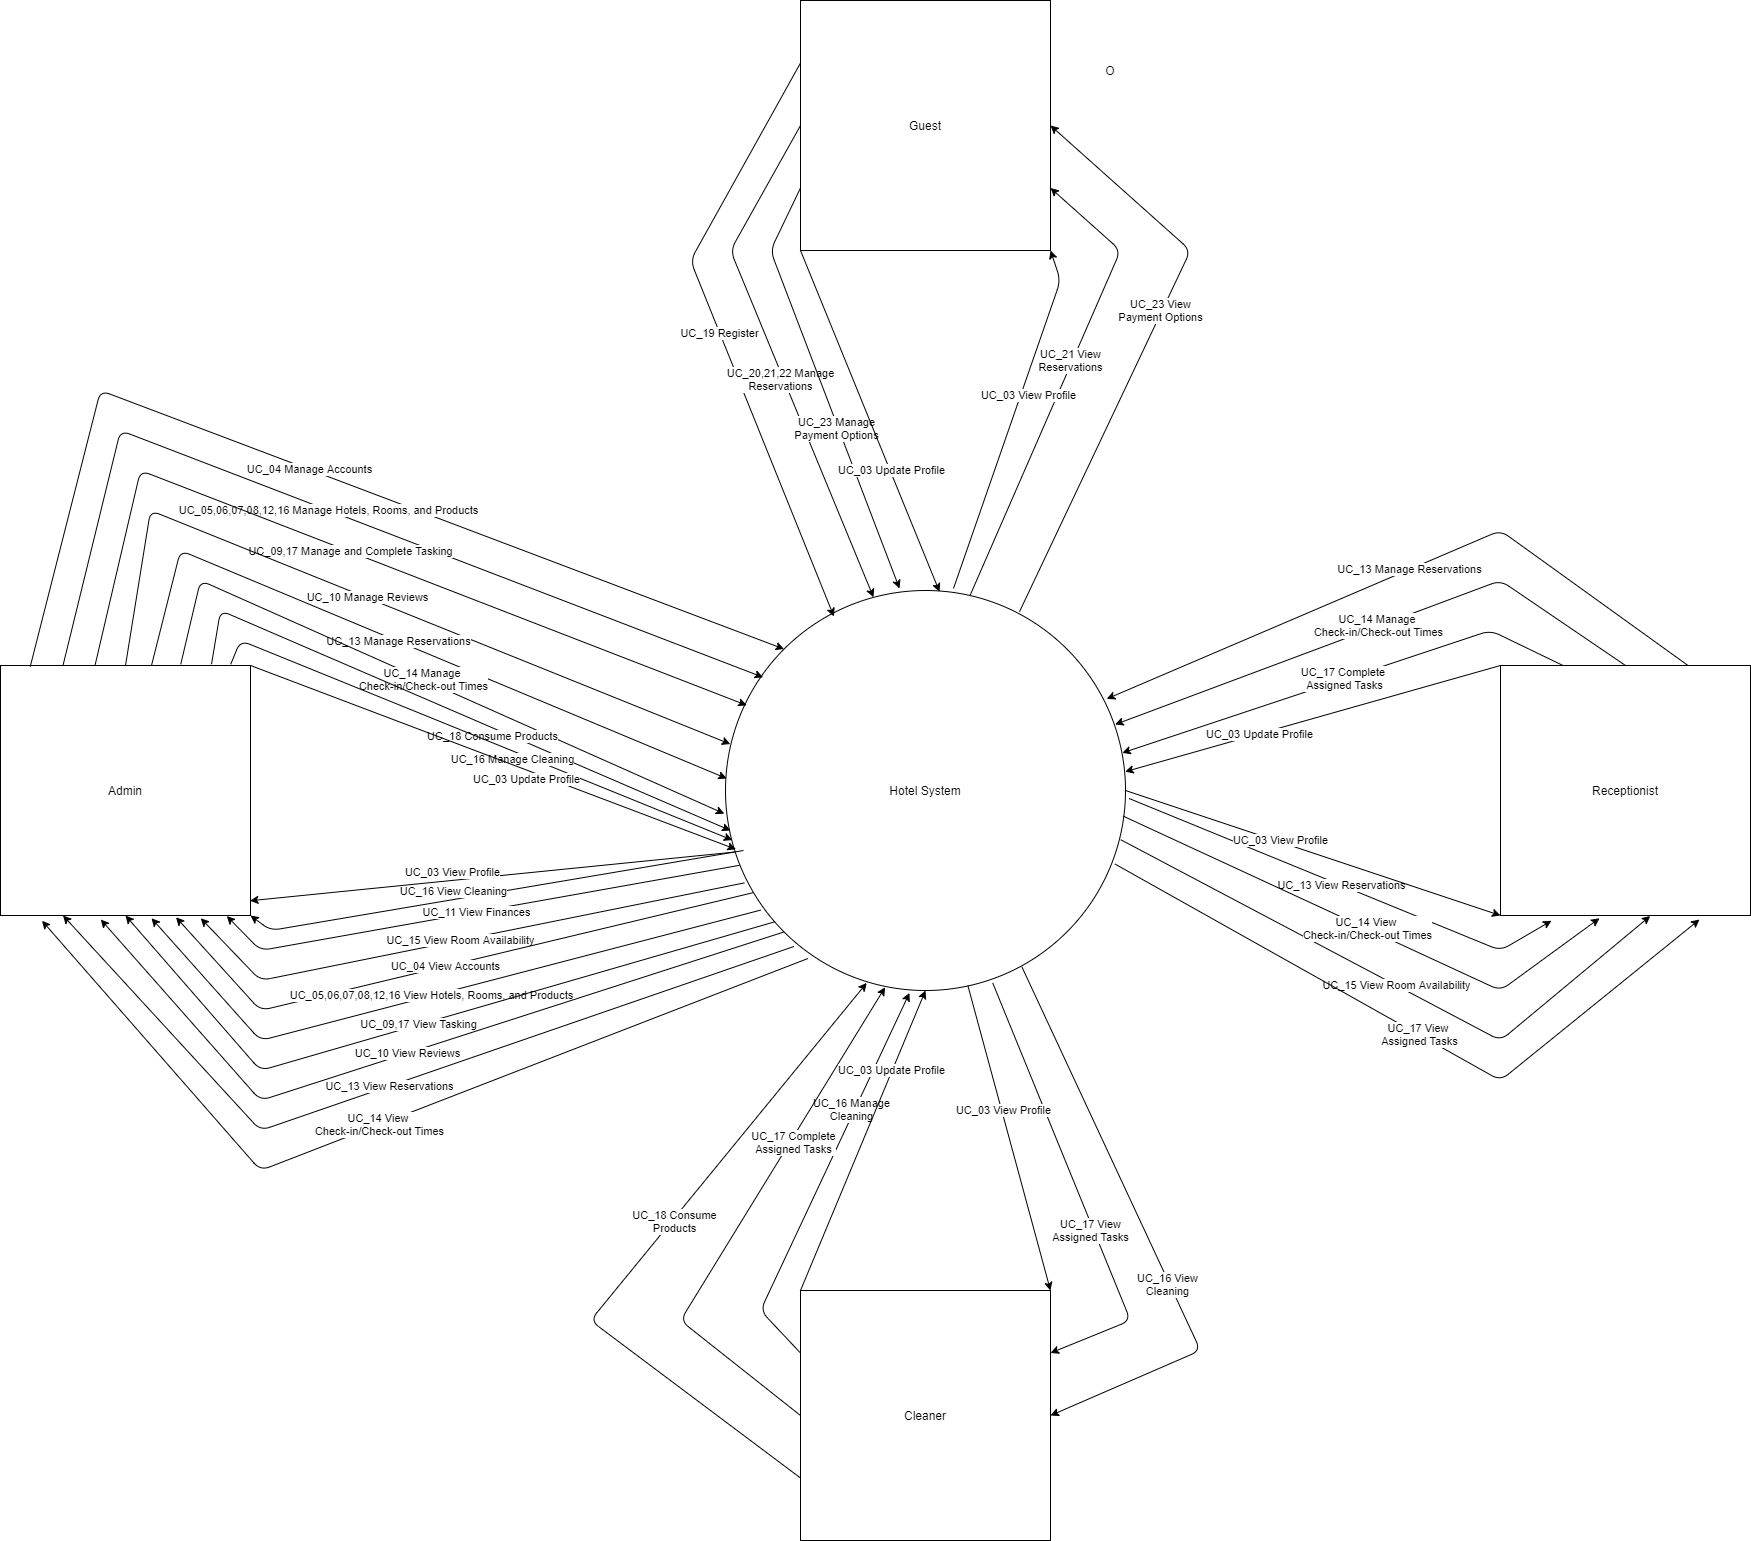 O
Guest
UC_23 View
Payment Options
UC_19 Register
UC_21 View
Reservations
UC_20,21,22 Manage
Reservations
UC_03 View Profile
UC_23 Manage
Payment Options
UC_03 Update Profile
UC_04 Manage Accounts
UC_05,06,07,08,12,16 Manage Hotels, Rooms, and Products
UC_09,17 Manage and Complete Tasking
UC_10 Manage Reviews
UC_13 Manage Reservations
UC_14 Manage
Check-in/Check-out Times
UC_18 Consume Products
UC_16 Manage Cleaning
UC_03 Update Profile
Admin
Hotel System
UC_13 Manage Reservations
UC_14 Manage
Check-in/Check-out Times
UC_17 Complete
Assigned Tasks
UC_03 Update Profile
Receptionist
UC_03 View Profile
UC_13 View Reservations
UC_14 View
Check-in/Check-out Times
UC_15 View Room Availability
UC_17 View
Assigned Tasks
UC_03 View Profile
UC_16 View Cleaning
UC_11 View Finances
UC_15 View Room Availability
UC_04 View Accounts
UC_05,06,07,08,12,16 View Hotels, Rooms, and Products
UC_09,17 View Tasking
UC_10 View Reviews
UC_13 View Reservations
UC_14 View
Check-in/Check-out Times
UC_03 Update Profile
UC_16 Manage
Cleaning
UC_03 View Profile
UC_17 Complete
Assigned Tasks
UC_18 Consume
Products
UC_17 View
Assigned Tasks
UC_16 View
Cleaning
Cleaner